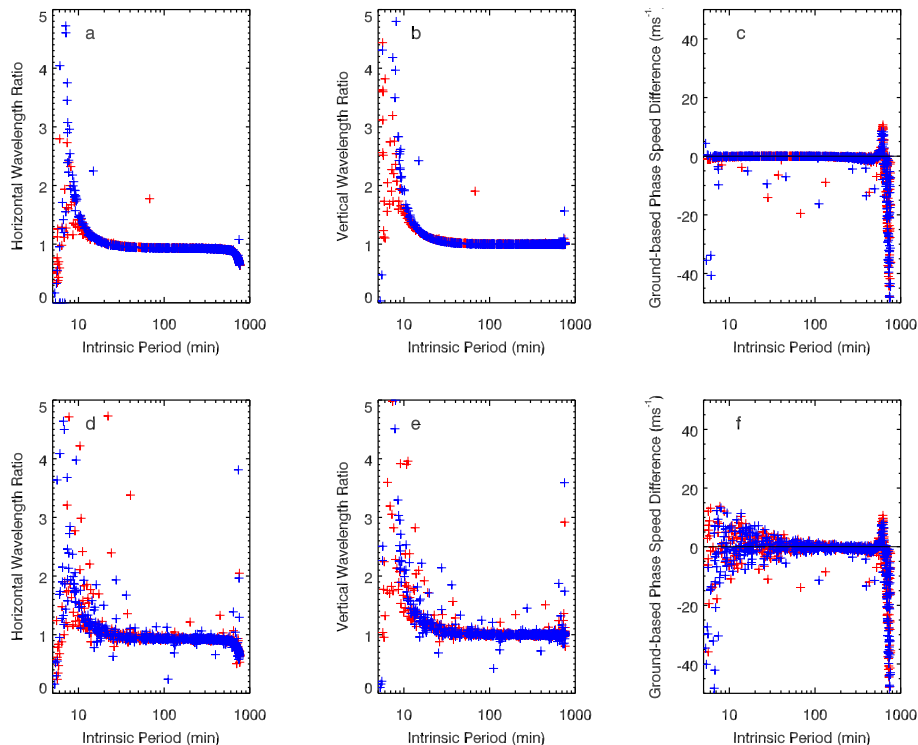 a
Horizontal Wavelength Ratio
5
4
3
2
1
0
10
100
1000
Intrinsic Period (min)
b
Vertical Wavelength Ratio
5
4
3
2
1
0
10
100
1000
Intrinsic Period (min)
c
Ground-based Phase Speed Difference (ms⁻¹)
40
20
0
-20
-40
10
100
1000
Intrinsic Period (min)
d
Horizontal Wavelength Ratio
5
4
3
2
1
0
10
100
1000
Intrinsic Period (min)
e
Vertical Wavelength Ratio
5
4
3
2
1
0
10
100
1000
Intrinsic Period (min)
f
Ground-based Phase Speed Difference (ms⁻¹)
40
20
0
-20
-40
10
100
1000
Intrinsic Period (min)